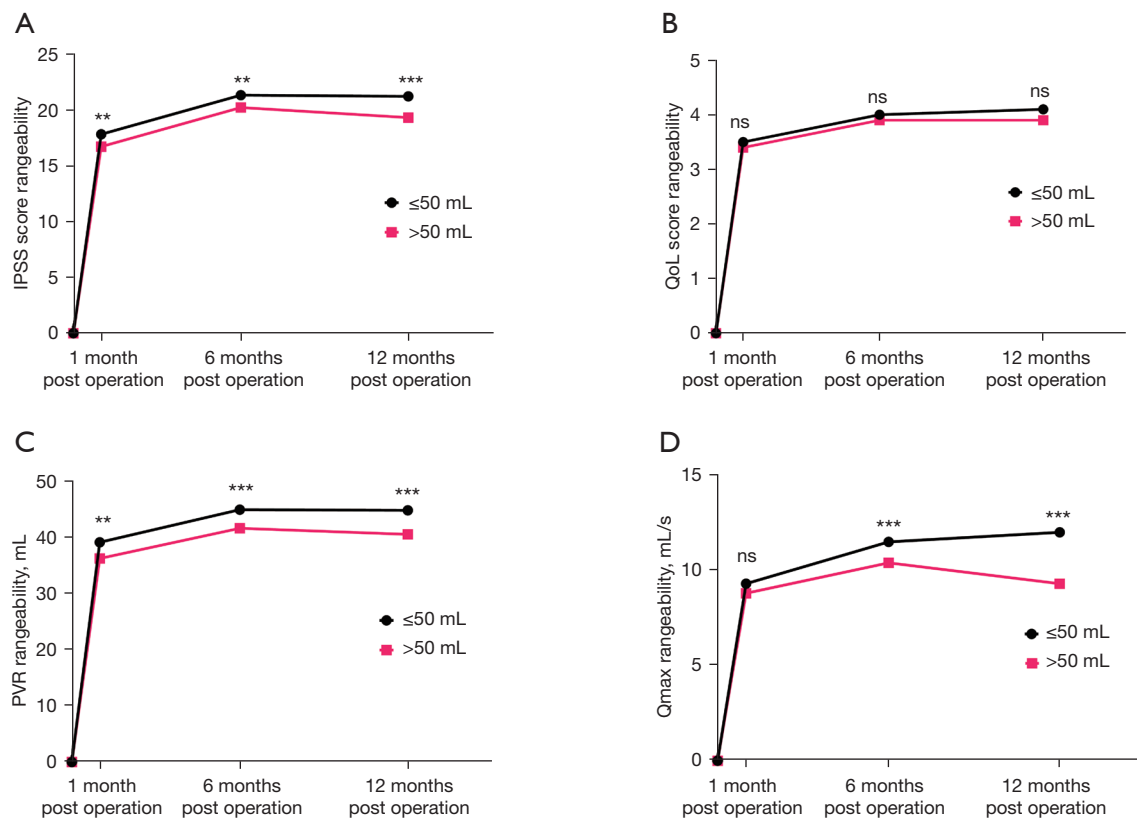 A
IPSS score rangeability
25
20
15
10
5
0
**
**
***
≤50 mL
>50 mL
1 month
post operation
6 months
post operation
12 months
post operation
B
QoL score rangeability
5
4
3
2
1
0
ns
ns
ns
≤50 mL
>50 mL
1 month
post operation
6 months
post operation
12 months
post operation
C
PVR rangeability, mL
50
40
30
20
10
0
**
***
***
≤50 mL
>50 mL
1 month
post operation
6 months
post operation
12 months
post operation
D
Qmax rangeability, mL/s
15
10
5
0
ns
***
***
≤50 mL
>50 mL
1 month
post operation
6 months
post operation
12 months
post operation